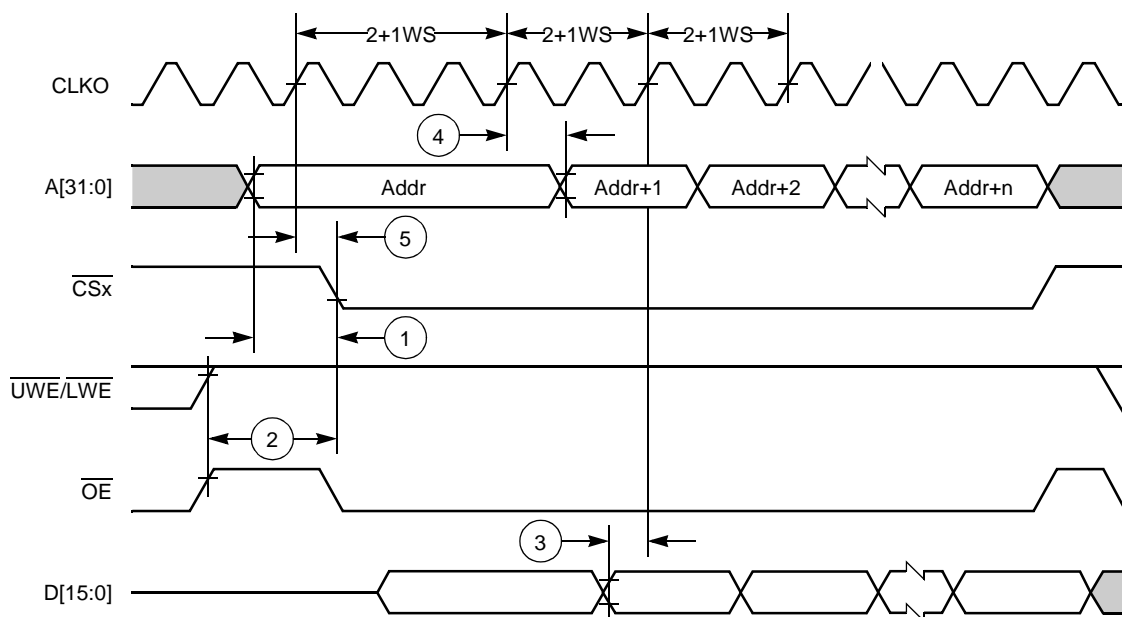 2+1WS 2+1WS 2+1WS
CLKO
4
A[31:0] Addr Addr+1 Addr+2 Addr+n
5
CSx
1
UWE/LWE
2
OE
3
D[15:0]